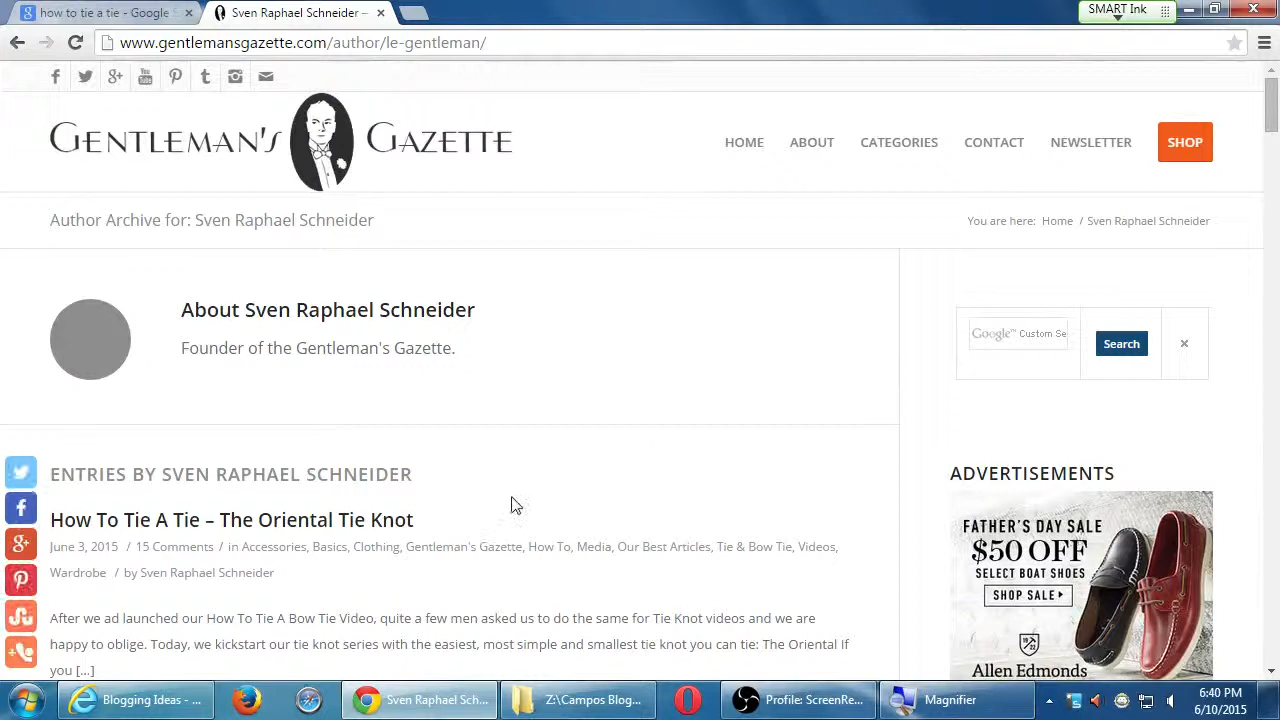 how to tie a tie - Google S
Sven Raphael Schneider –
SMART Ink
www.gentlemansgazette.com/author/le-gentleman/
GENTLEMAN'S GAZETTE
HOME ABOUT CATEGORIES CONTACT NEWSLETTER SHOP
Author Archive for: Sven Raphael Schneider
You are here: Home / Sven Raphael Schneider
About Sven Raphael Schneider
Founder of the Gentleman's Gazette.
Google™ Custom Se
Search
ENTRIES BY SVEN RAPHAEL SCHNEIDER
How To Tie A Tie – The Oriental Tie Knot
June 3, 2015 / 15 Comments / in Accessories, Basics, Clothing, Gentleman's Gazette, How To, Media, Our Best Articles, Tie & Bow Tie, Videos,
Wardrobe / by Sven Raphael Schneider
After we ad launched our How To Tie A Bow Tie Video, quite a few men asked us to do the same for Tie Knot videos and we are
happy to oblige. Today, we kickstart our tie knot series with the easiest, most simple and smallest tie knot you can tie: The Oriental If
you […]
ADVERTISEMENTS
FATHER'S DAY SALE
$50 OFF
SELECT BOAT SHOES
SHOP SALE
19 22
Allen Edmonds
Blogging Ideas - ...
Sven Raphael Sch...
Z:\Campos Blog...
Profile: ScreenRe...
Magnifier
6:40 PM
6/10/2015